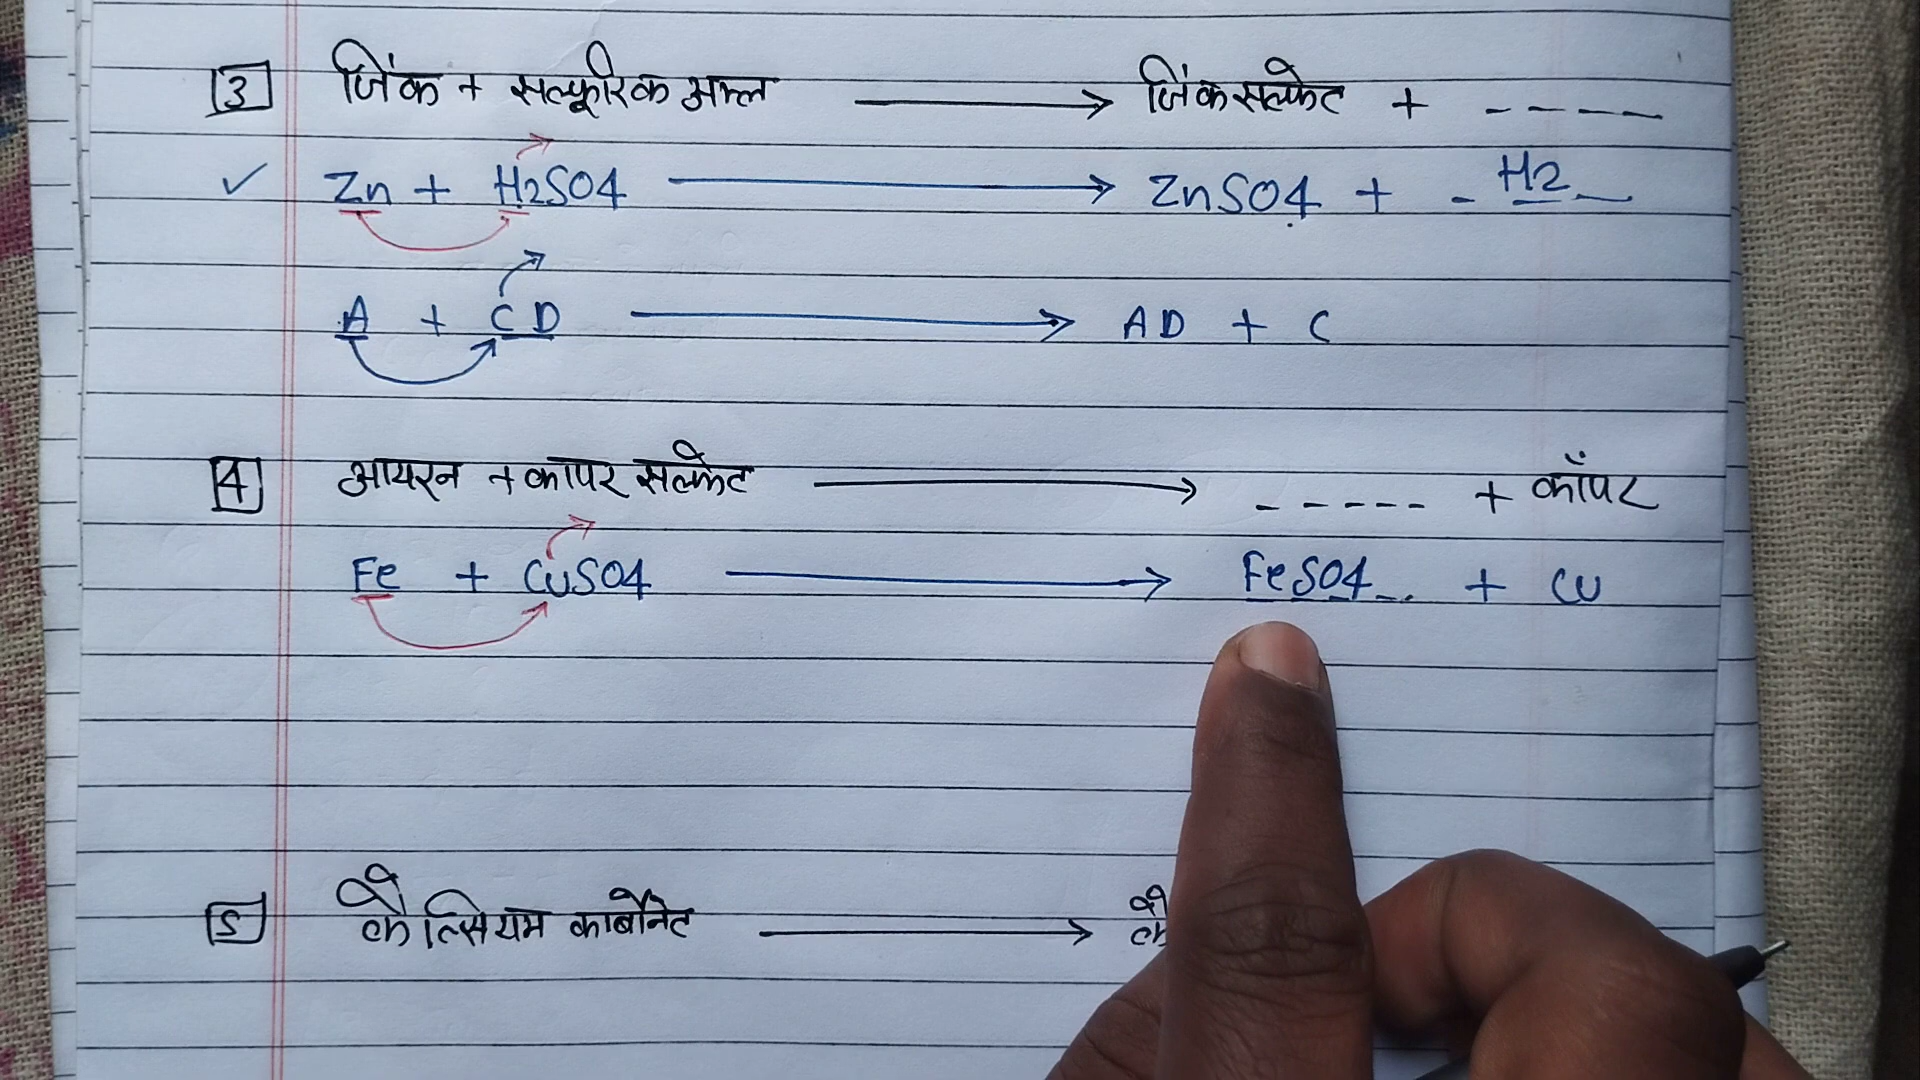 3 जिंक + सल्फूरिक अम्ल → जिंक सल्फेट + - - - -
✓ Zn + H2SO4 → ZnSO4 + - H2 -
A + CD → AD + C
4 आयरन + कापर सल्फेट → - - - - - + कॉपर
Fe + CuSO4 → FeSO4 + Cu
5 कैल्सियम कार्बोनेट →